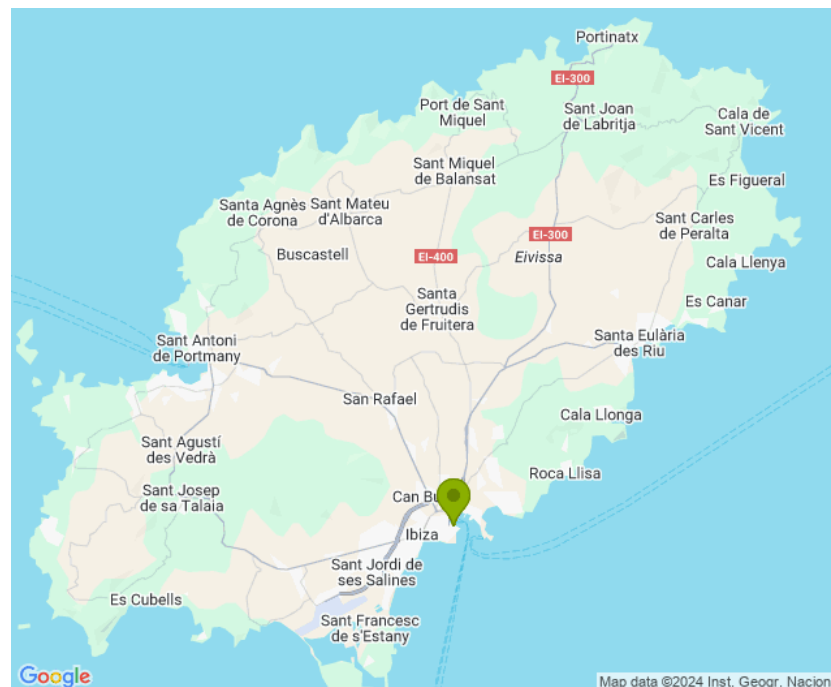 Portinatx
EI-300
Port de Sant
Miquel
Sant Joan
de Labritja
Cala de
Sant Vicent
Sant Miquel
de Balansat
Es Figueral
Santa Agnès
de Corona
Sant Mateu
d'Albarca
Sant Carles
de Peralta
EI-300
Buscastell
EI-400
Eivissa
Cala Llenya
Santa
Gertrudis
de Fruitera
Es Canar
Sant Antoni
de Portmany
Santa Eulària
des Riu
San Rafael
Cala Llonga
Sant Agustí
des Vedrà
Roca Llisa
Sant Josep
de sa Talaia
Can Bu
Ibiza
Sant Jordi de
ses Salines
Es Cubells
Sant Francesc
de s'Estany
Google
Map data ©2024 Inst. Geogr. Nacion